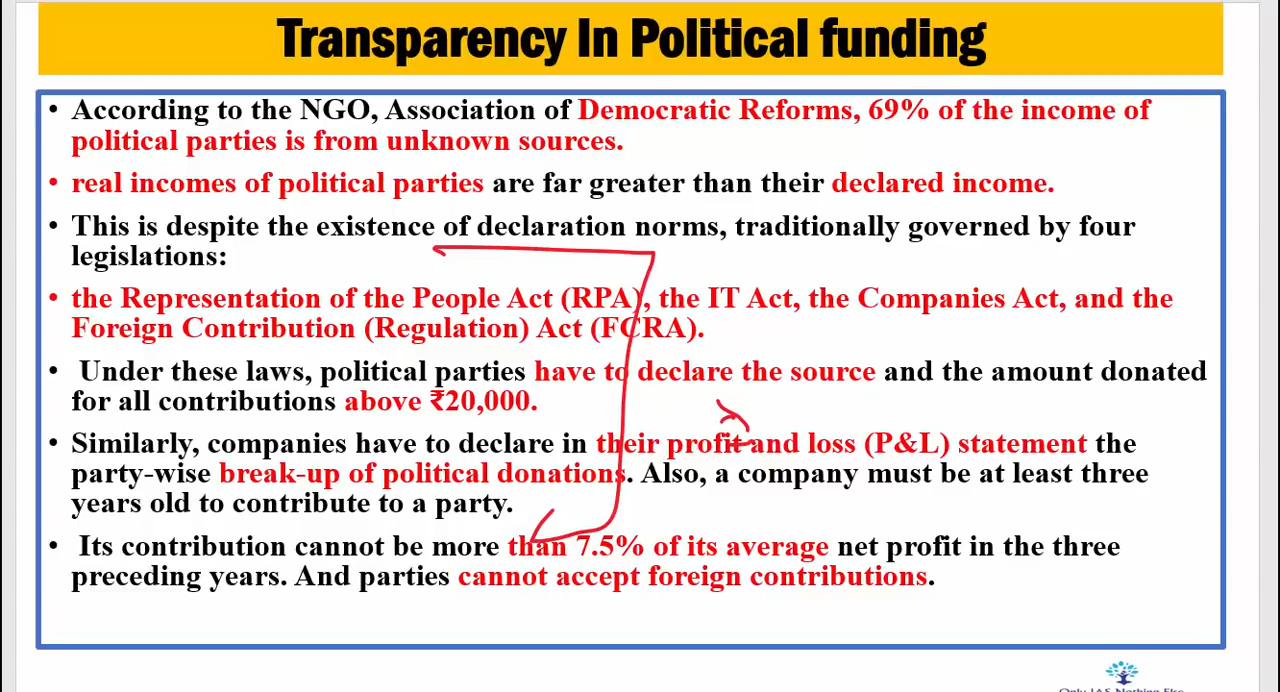 Transparency In Political funding
• According to the NGO, Association of Democratic Reforms, 69% of the income of
political parties is from unknown sources.
• real incomes of political parties are far greater than their declared income.
• This is despite the existence of declaration norms, traditionally governed by four
legislations:
• the Representation of the People Act (RPA), the IT Act, the Companies Act, and the
Foreign Contribution (Regulation) Act (FCRA).
• Under these laws, political parties have to declare the source and the amount donated
for all contributions above ₹20,000.
• Similarly, companies have to declare in their profit and loss (P&L) statement the
party-wise break-up of political donations. Also, a company must be at least three
years old to contribute to a party.
• Its contribution cannot be more than 7.5% of its average net profit in the three
preceding years. And parties cannot accept foreign contributions.
Only IAS Nothing Else